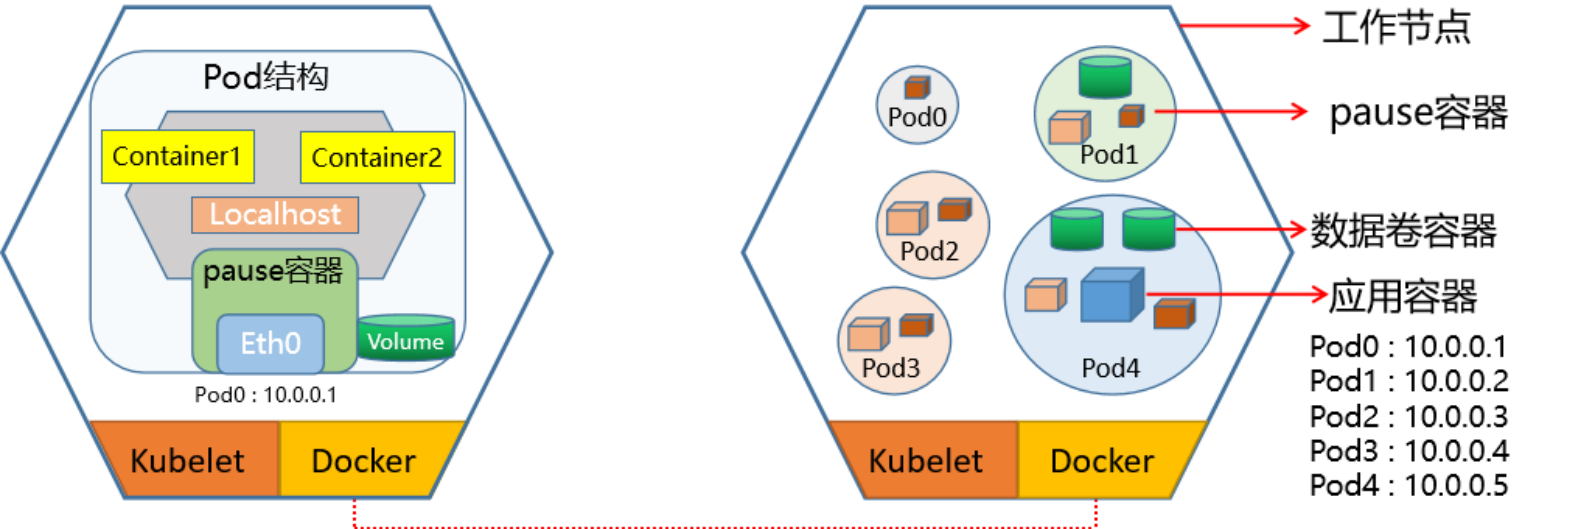 Pod结构
Container1
Container2
Localhost
pause容器
Eth0
Volume
Pod0 : 10.0.0.1
Kubelet
Docker
Pod0
Pod1
Pod2
Pod3
Pod4
Kubelet
Docker
工作节点
pause容器
数据卷容器
应用容器
Pod0 : 10.0.0.1
Pod1 : 10.0.0.2
Pod2 : 10.0.0.3
Pod3 : 10.0.0.4
Pod4 : 10.0.0.5